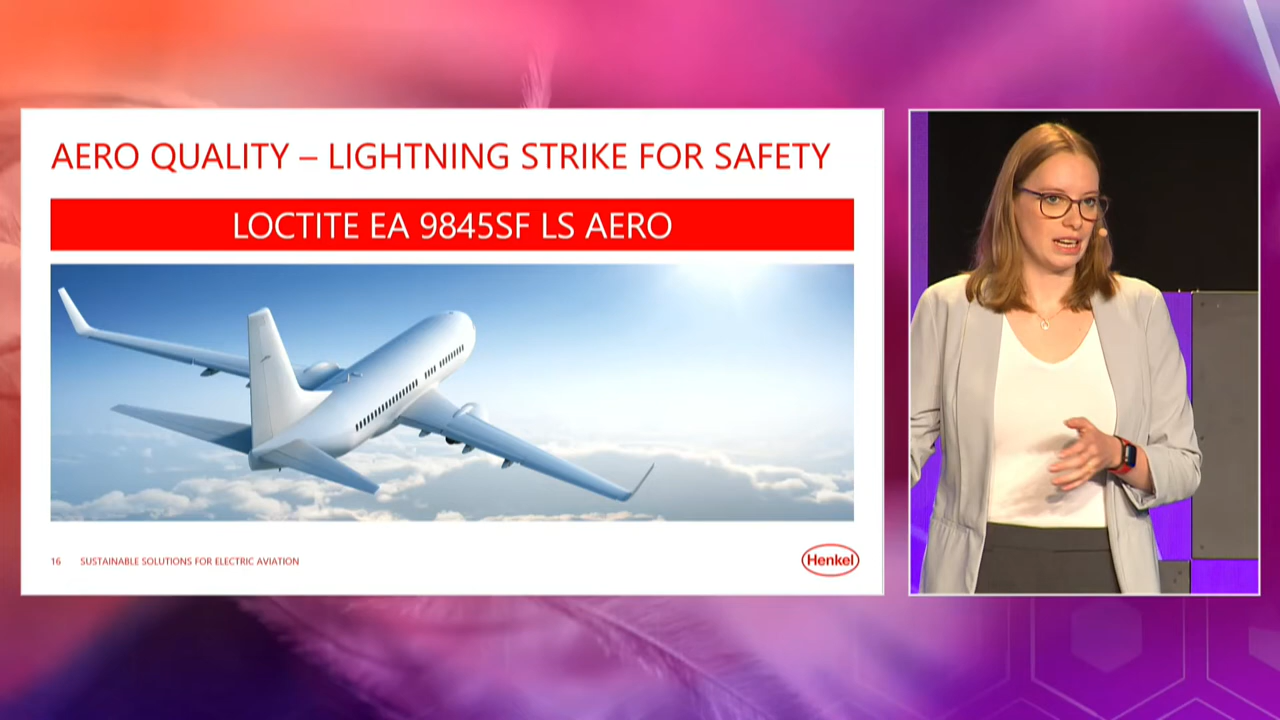 AERO QUALITY – LIGHTNING STRIKE FOR SAFETY
LOCTITE EA 9845SF LS AERO
16 SUSTAINABLE SOLUTIONS FOR ELECTRIC AVIATION
Henkel